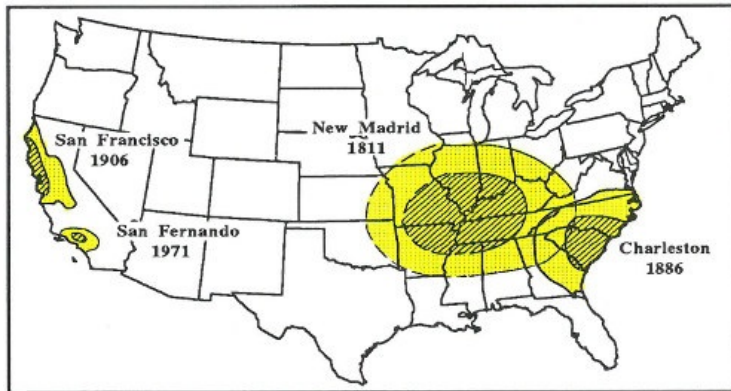 San Francisco
1906
New Madrid
1811
San Fernando
1971
Charleston
1886